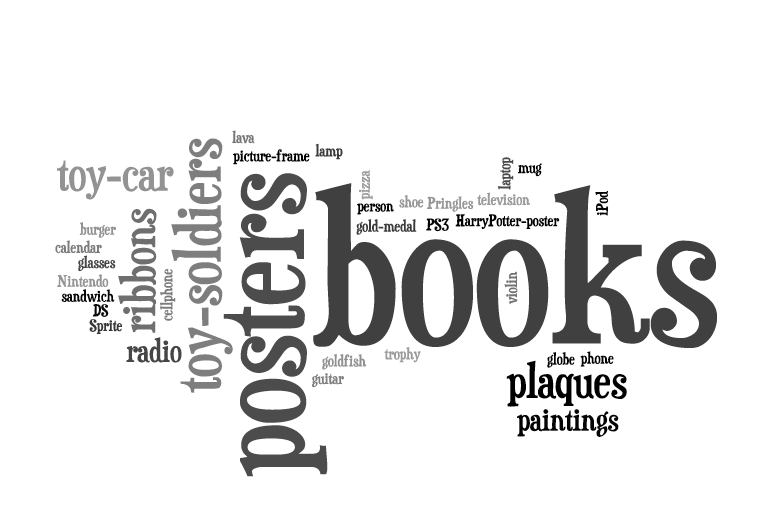 lava
picture-frame
lamp
toy-car
toy-soldiers
posters
books
pizza
person
shoe
Pringles
television
laptop
mug
iPod
gold-medal
PS3
HarryPotter-poster
burger
calendar
glasses
ribbons
cellphone
Nintendo
sandwich
DS
Sprite
radio
violin
goldfish
trophy
guitar
globe
phone
plaques
paintings